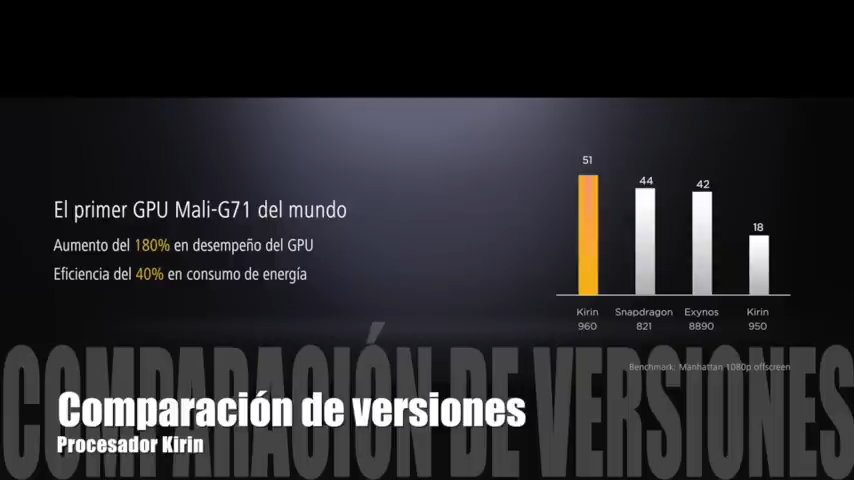 El primer GPU Mali-G71 del mundo
Aumento del 180% en desempeño del GPU
Eficiencia del 40% en consumo de energía
51
44
42
18
Kirin 960
Snapdragon 821
Exynos 8890
Kirin 950
Benchmark: Manhattan 1080p offscreen
COMPARACIÓN DE VERSIONES
Comparación de versiones
Procesador Kirin